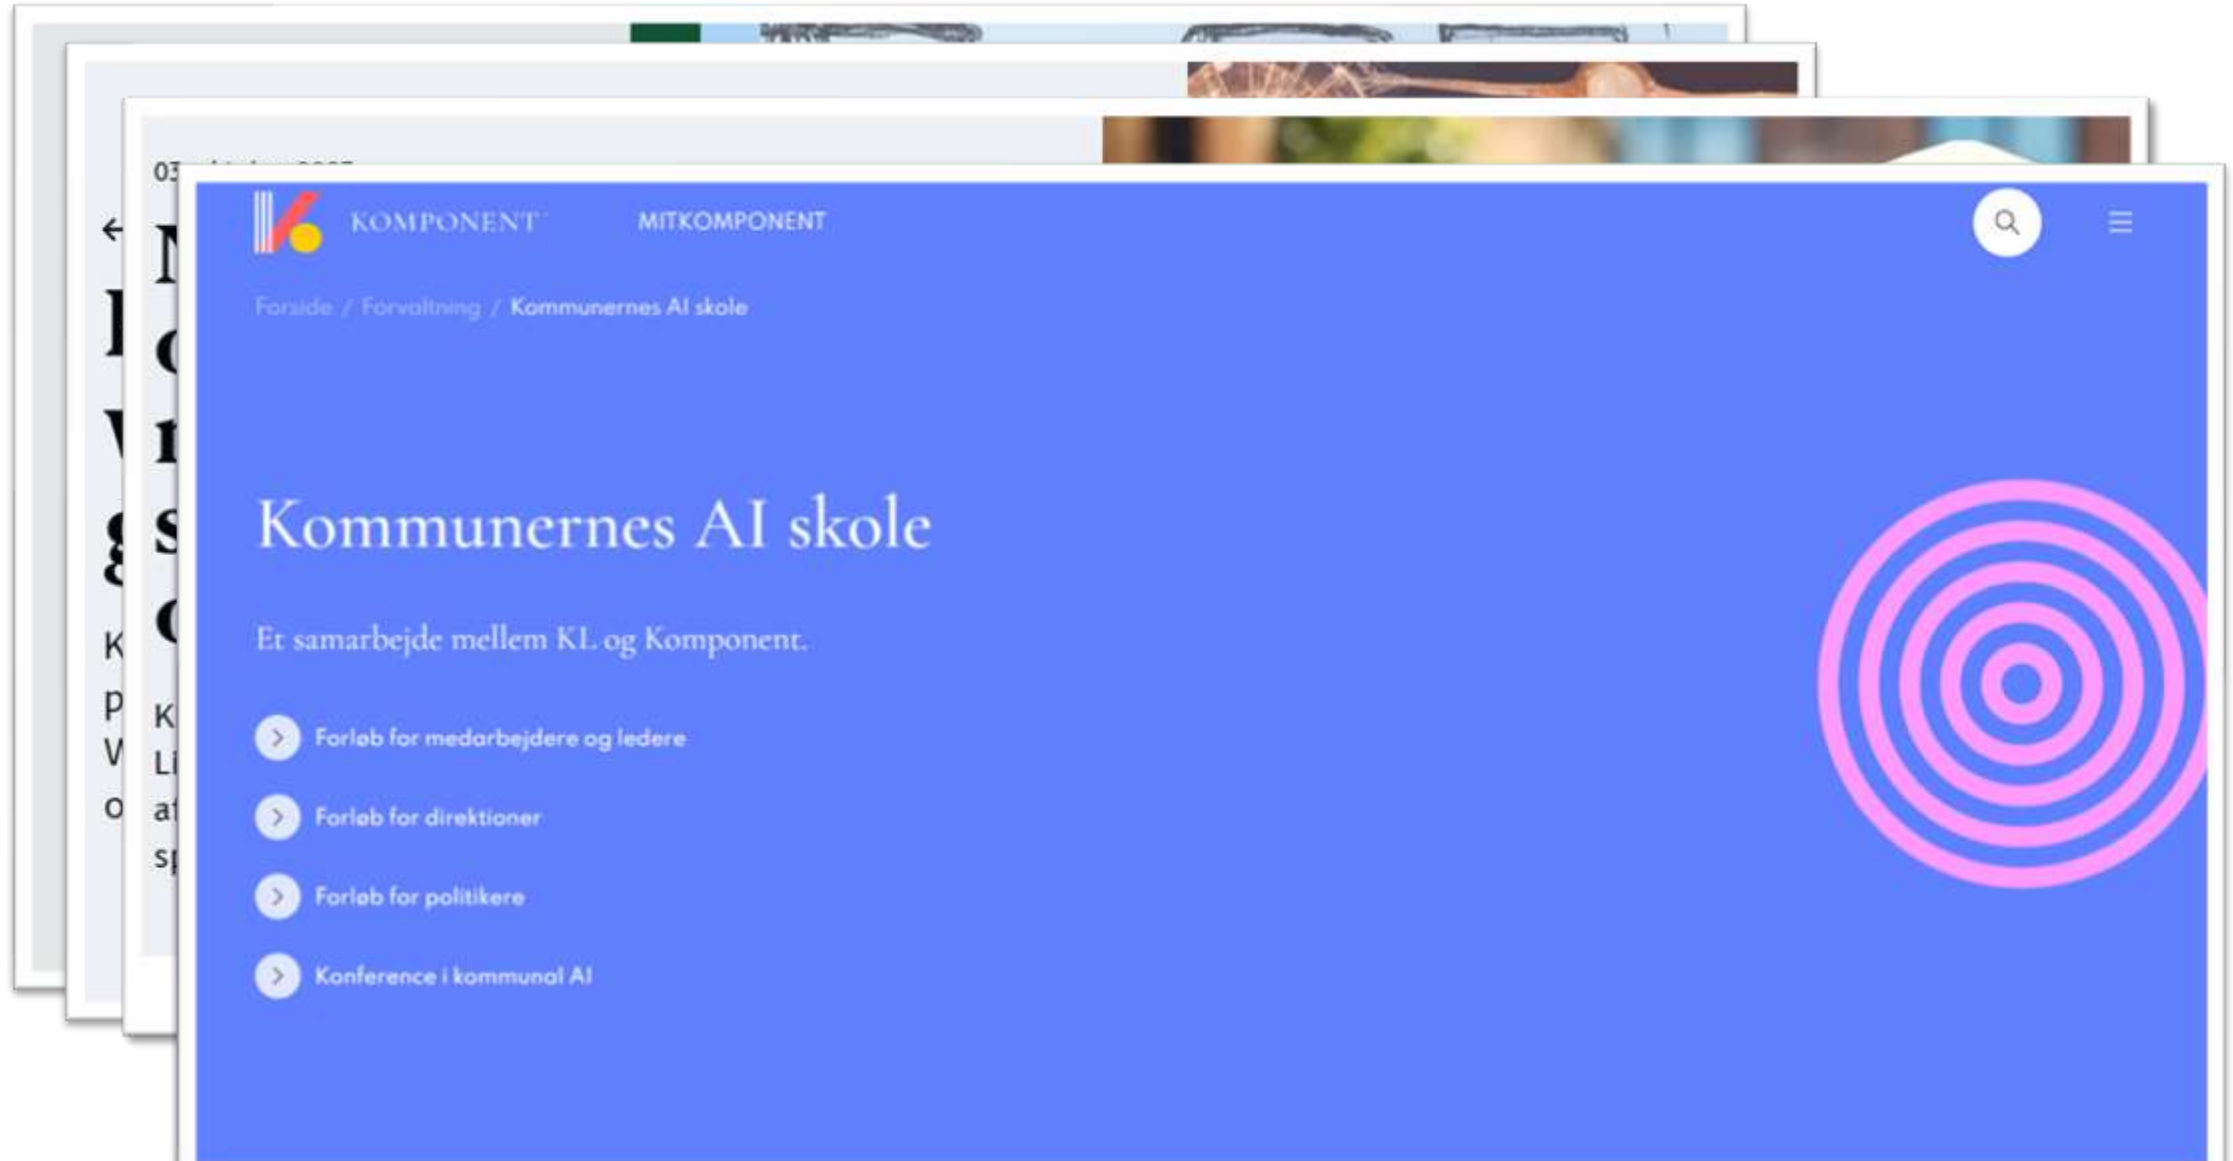 KOMPONENT
MITKOMPONENT
Forside / Forvaltning / Kommunernes AI skole
Kommunernes AI skole
Et samarbejde mellem KL og Komponent.
Forløb for medarbejdere og ledere
Forløb for direktioner
Forløb for politikere
Konference i kommunal AI